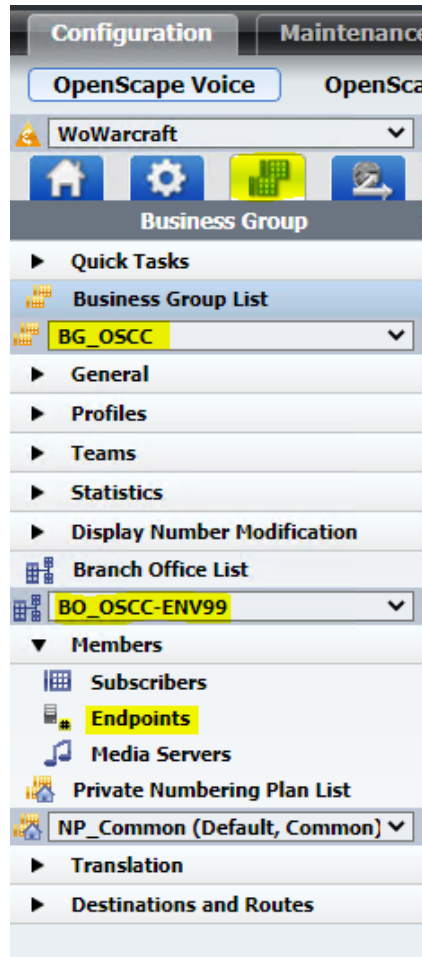 Configuration Maintenance
OpenScape Voice OpenSca
WoWarcraft
Business Group
Quick Tasks
Business Group List
BG_OSCC
General
Profiles
Teams
Statistics
Display Number Modification
Branch Office List
BO_OSCC-ENV99
Members
Subscribers
Endpoints
Media Servers
Private Numbering Plan List
NP_Common (Default, Common)
Translation
Destinations and Routes